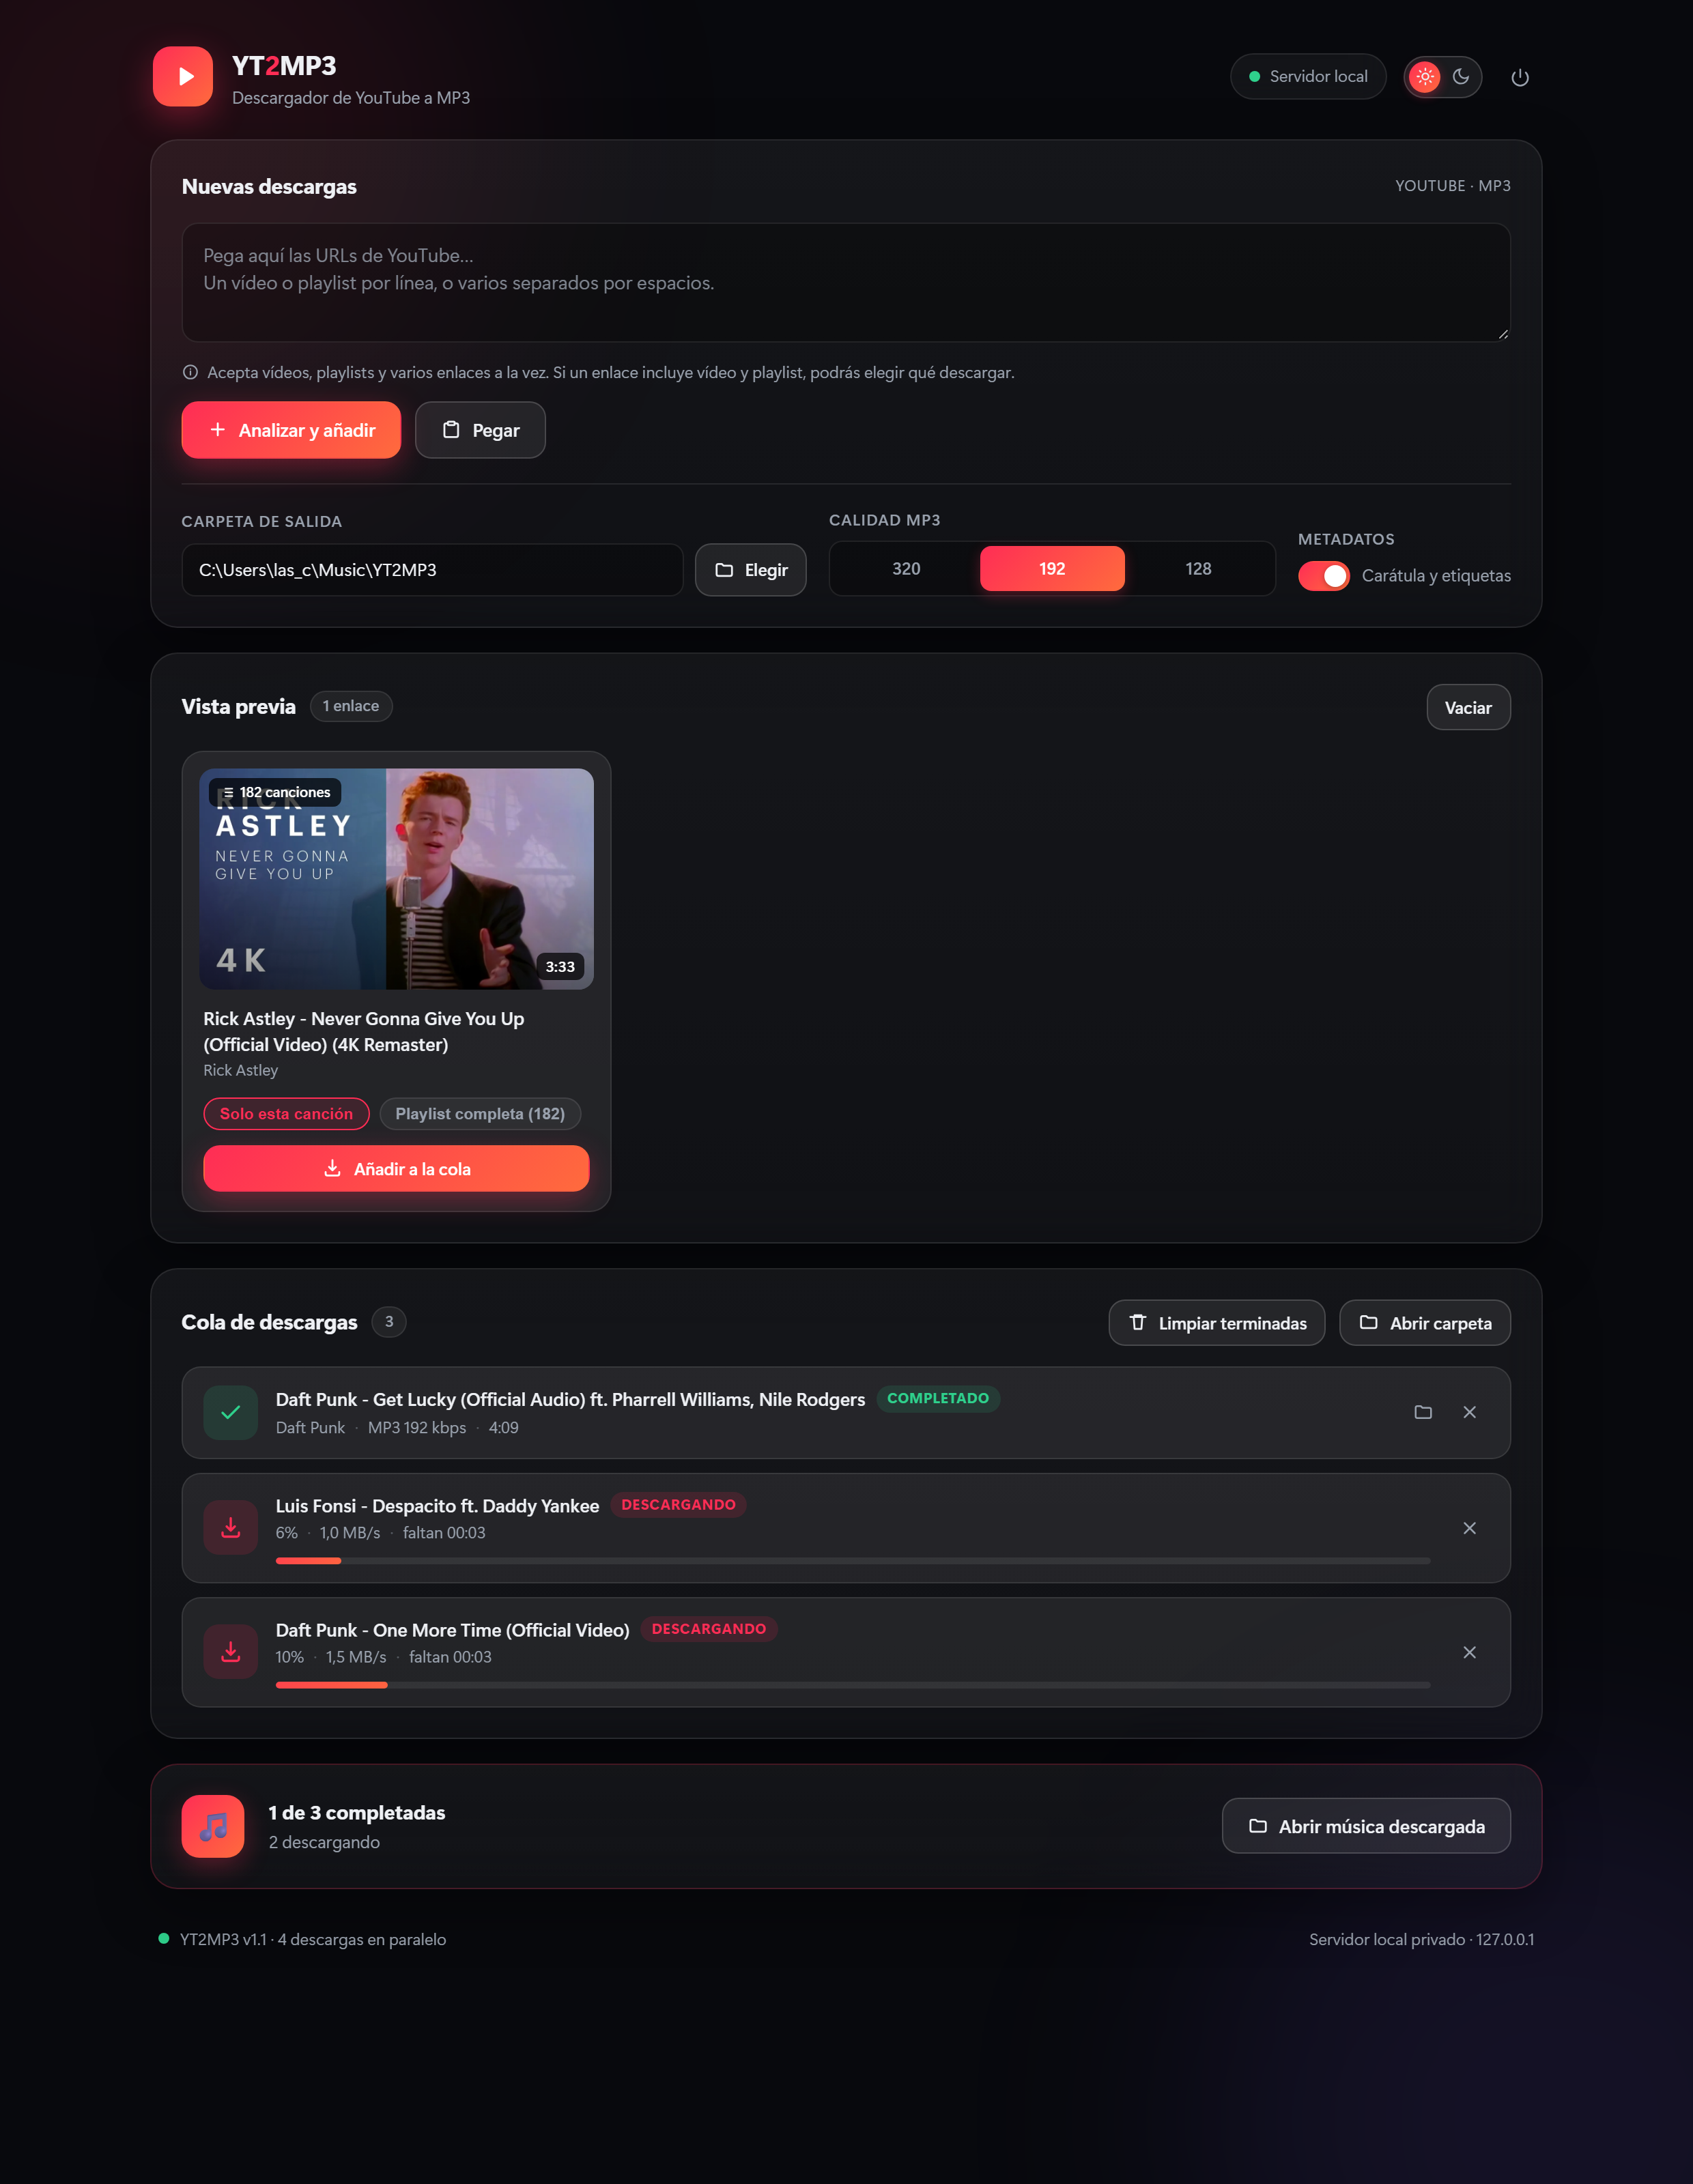 YT2MP3
Descargador de YouTube a MP3
Servidor local
Nuevas descargas
YOUTUBE · MP3
Pega aquí las URLs de YouTube...
Un vídeo o playlist por línea, o varios separados por espacios.
Acepta vídeos, playlists y varios enlaces a la vez. Si un enlace incluye vídeo y playlist, podrás elegir qué descargar.
Analizar y añadir
Pegar
CARPETA DE SALIDA
C:\Users\las_c\Music\YT2MP3
Elegir
CALIDAD MP3
320
192
128
METADATOS
Carátula y etiquetas
Vista previa
1 enlace
Vaciar
182 canciones
RICK
ASTLEY
NEVER GONNA
GIVE YOU UP
4K
3:33
Rick Astley - Never Gonna Give You Up
(Official Video) (4K Remaster)
Rick Astley
Solo esta canción
Playlist completa (182)
Añadir a la cola
Cola de descargas
3
Limpiar terminadas
Abrir carpeta
Daft Punk - Get Lucky (Official Audio) ft. Pharrell Williams, Nile Rodgers
COMPLETADO
Daft Punk · MP3 192 kbps · 4:09
Luis Fonsi - Despacito ft. Daddy Yankee
DESCARGANDO
6% · 1,0 MB/s · faltan 00:03
Daft Punk - One More Time (Official Video)
DESCARGANDO
10% · 1,5 MB/s · faltan 00:03
1 de 3 completadas
2 descargando
Abrir música descargada
YT2MP3 v1.1 · 4 descargas en paralelo
Servidor local privado · 127.0.0.1